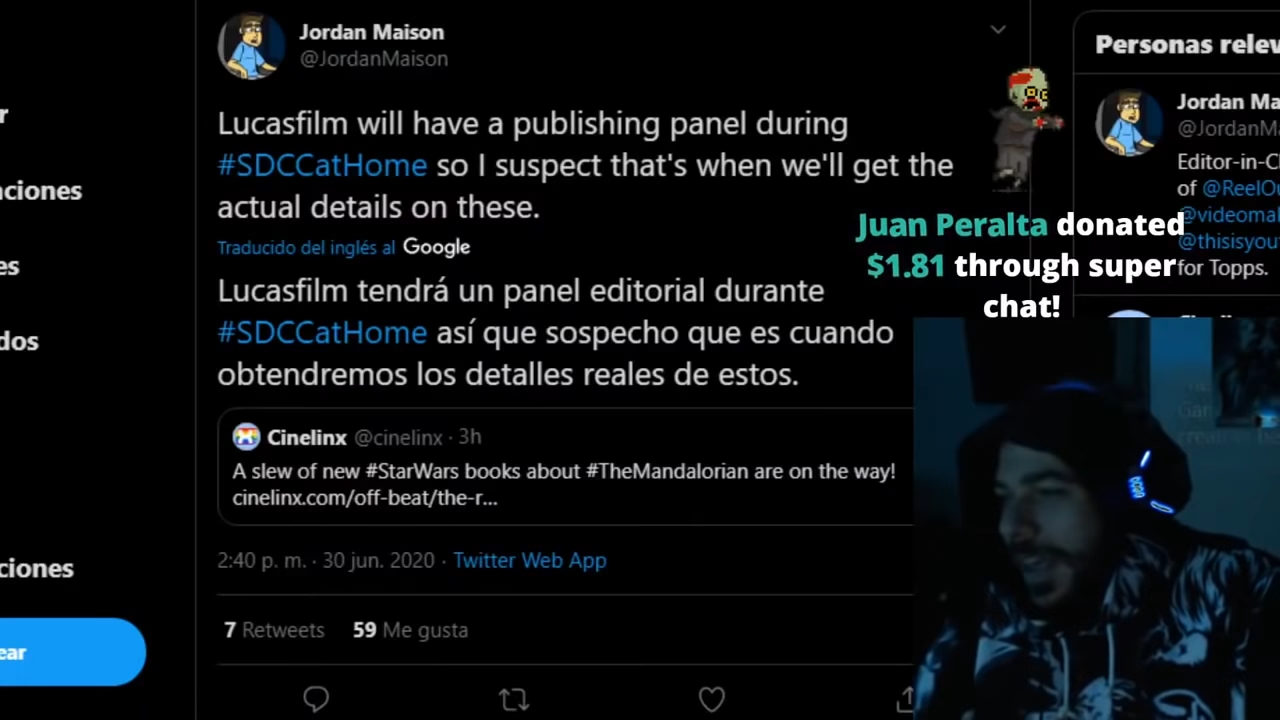 Jordan Maison
@JordanMaison
Lucasfilm will have a publishing panel during
#SDCCatHome so I suspect that's when we'll get the
actual details on these.
Traducido del inglés al Google
Lucasfilm tendrá un panel editorial durante
#SDCCatHome así que sospecho que es cuando
obtendremos los detalles reales de estos.
Cinelinx @cinelinx · 3h
A slew of new #StarWars books about #TheMandalorian are on the way!
cinelinx.com/off-beat/the-r...
2:40 p. m. · 30 jun. 2020 · Twitter Web App
7 Retweets 59 Me gusta
r
aciones
es
dos
ciones
ear
Juan Peralta donated
$1.81 through super
chat!
Personas relev
Jordan Ma
@JordanM
Editor-in-C
of @ReelOu
@videomal
@thisisyou
for Topps.